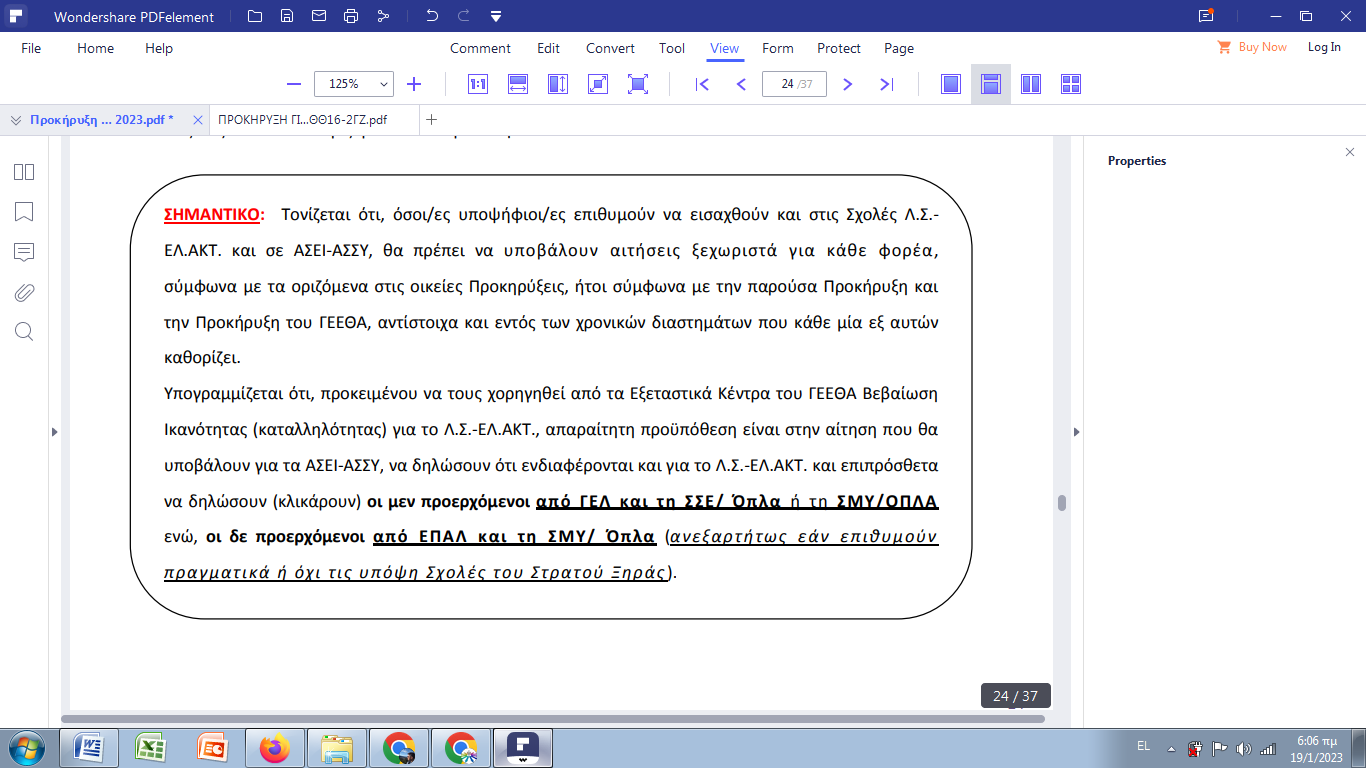 Wondershare PDFelement
File Home Help Comment Edit Convert Tool View Form Protect Page Buy Now Log In
125% 1:1 24 /37
Προκήρυξη ... 2023.pdf * ΠΡΟΚΗΡΥΞΗ ΓΙ...ΘΘ16-2ΓΖ.pdf
Properties
ΣΗΜΑΝΤΙΚΟ: Τονίζεται ότι, όσοι/ες υποψήφιοι/ες επιθυμούν να εισαχθούν και στις Σχολές Λ.Σ.-
ΕΛ.ΑΚΤ. και σε ΑΣΕΙ-ΑΣΣΥ, θα πρέπει να υποβάλουν αιτήσεις ξεχωριστά για κάθε φορέα,
σύμφωνα με τα οριζόμενα στις οικείες Προκηρύξεις, ήτοι σύμφωνα με την παρούσα Προκήρυξη και
την Προκήρυξη του ΓΕΕΘΑ, αντίστοιχα και εντός των χρονικών διαστημάτων που κάθε μία εξ αυτών
καθορίζει.
Υπογραμμίζεται ότι, προκειμένου να τους χορηγηθεί από τα Εξεταστικά Κέντρα του ΓΕΕΘΑ Βεβαίωση
Ικανότητας (καταλληλότητας) για το Λ.Σ.-ΕΛ.ΑΚΤ., απαραίτητη προϋπόθεση είναι στην αίτηση που θα
υποβάλουν για τα ΑΣΕΙ-ΑΣΣΥ, να δηλώσουν ότι ενδιαφέρονται και για το Λ.Σ.-ΕΛ.ΑΚΤ. και επιπρόσθετα
να δηλώσουν (κλικάρουν) οι μεν προερχόμενοι από ΓΕΛ και τη ΣΣΕ/ Όπλα ή τη ΣΜΥ/ΟΠΛΑ
ενώ, οι δε προερχόμενοι από ΕΠΑΛ και τη ΣΜΥ/ Όπλα (ανεξαρτήτως εάν επιθυμούν
πραγματικά ή όχι τις υπόψη Σχολές του Στρατού Ξηράς).
24 / 37
EL 6:06 πμ
19/1/2023